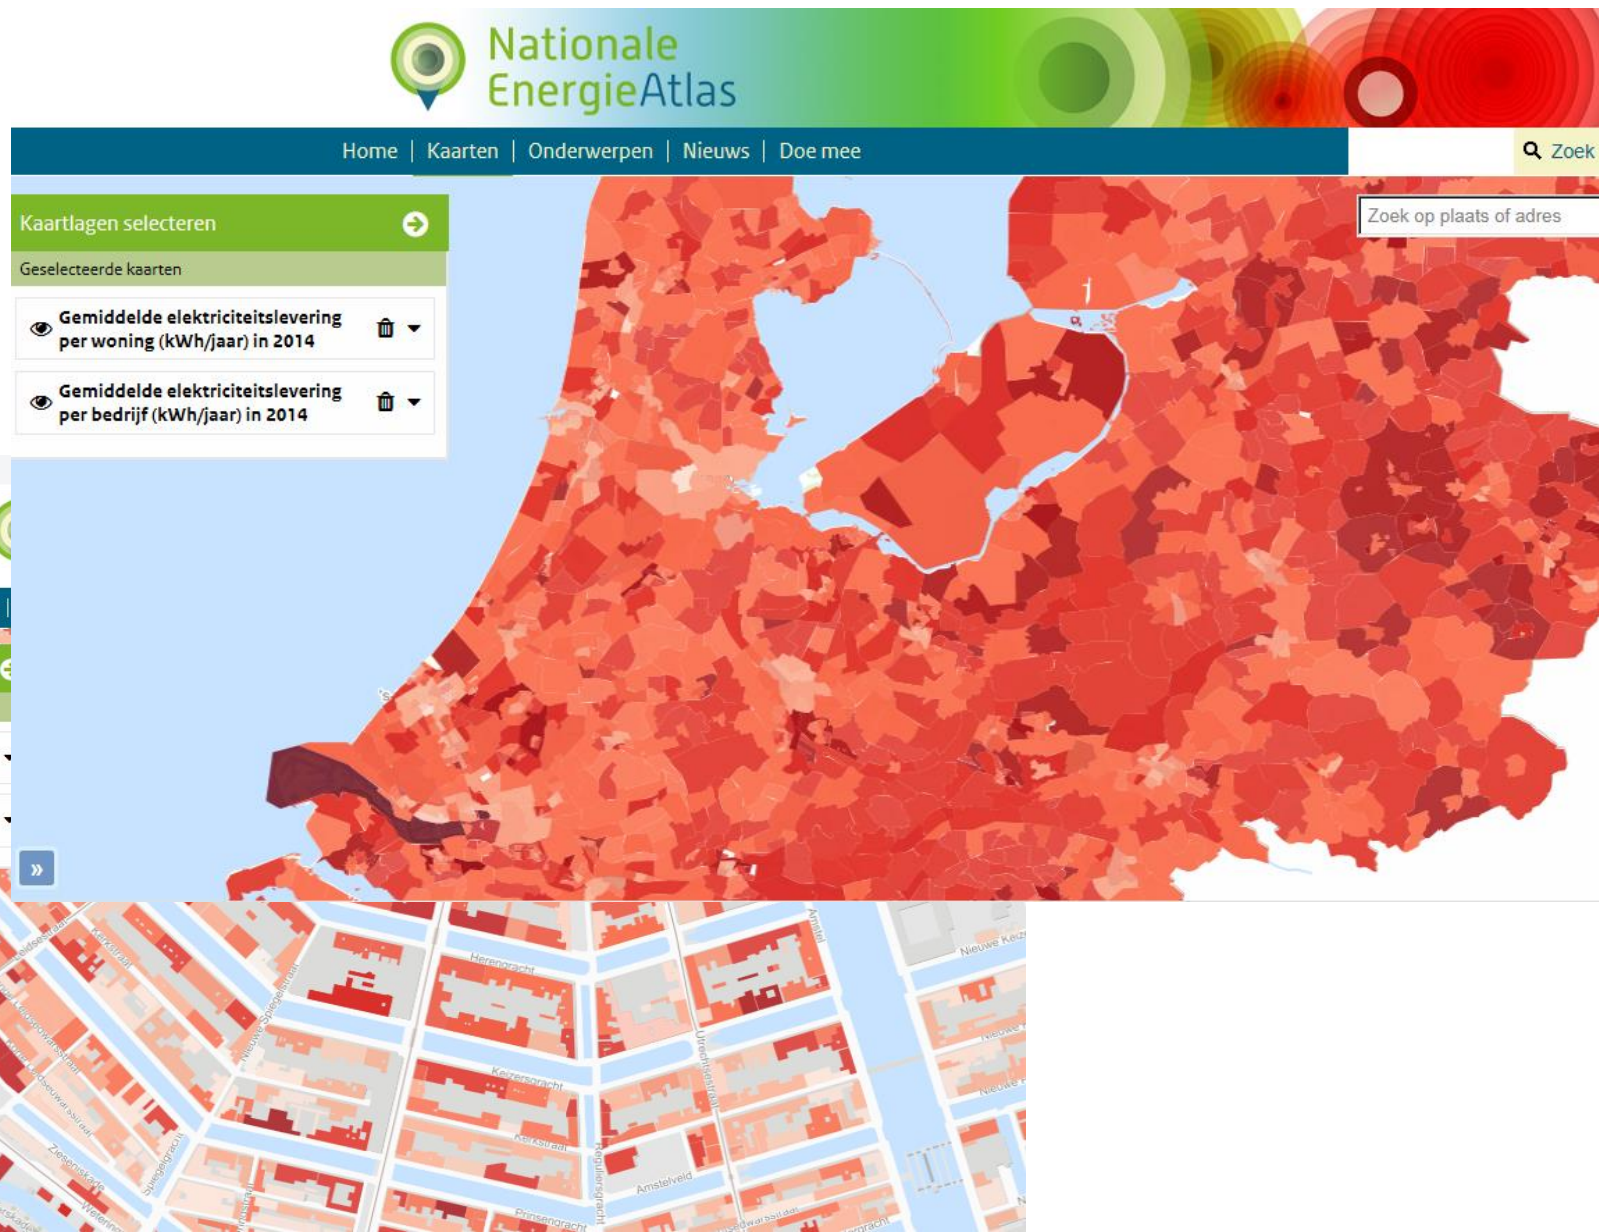 Nationale
EnergieAtlas
Home | Kaarten | Onderwerpen | Nieuws | Doe mee
Zoek
Kaartlagen selecteren
Zoek op plaats of adres
Geselecteerde kaarten
Gemiddelde elektriciteitslevering
per woning (kWh/jaar) in 2014
Gemiddelde elektriciteitslevering
per bedrijf (kWh/jaar) in 2014
»
Kerkstraat
Herengracht
Amstel
Nieuwe Keiz
Nieuwe Spiegelstraat
Utrechtsestraat
Keizersgracht
Kerkstraat
Reguliersgracht
Amstelveld
Spiegelgracht
Zieseniskade
Prinsengracht